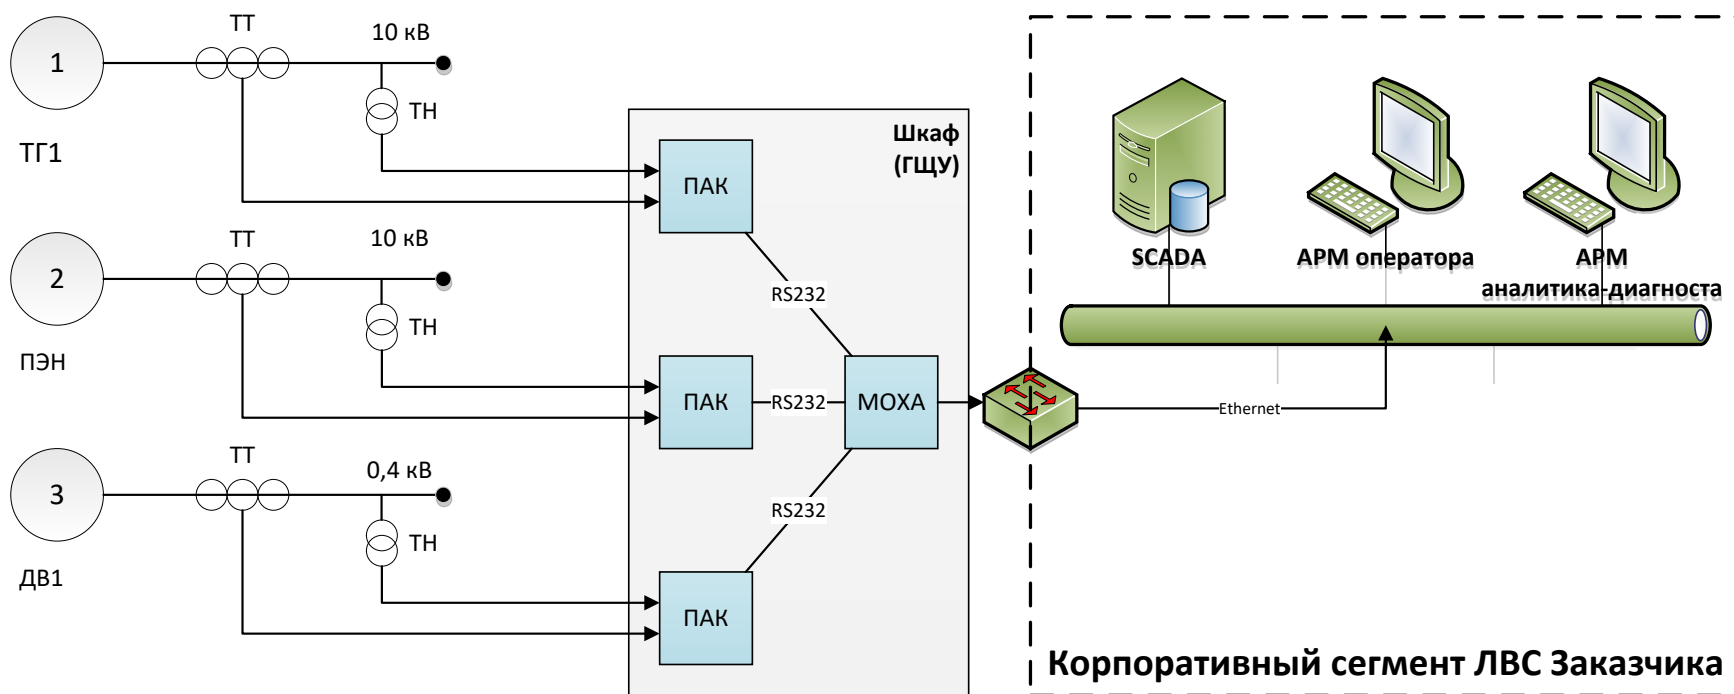 1
ТТ
10 кВ
ТН
ТГ1
2
ТТ
10 кВ
ТН
ПЭН
3
ТТ
0,4 кВ
ТН
ДВ1
Шкаф
(ГЩУ)
ПАК
RS232
ПАК
RS232
МОХА
RS232
ПАК
Ethernet
SCADA
АРМ оператора
АРМ
аналитика-диагноста
Корпоративный сегмент ЛВС Заказчика